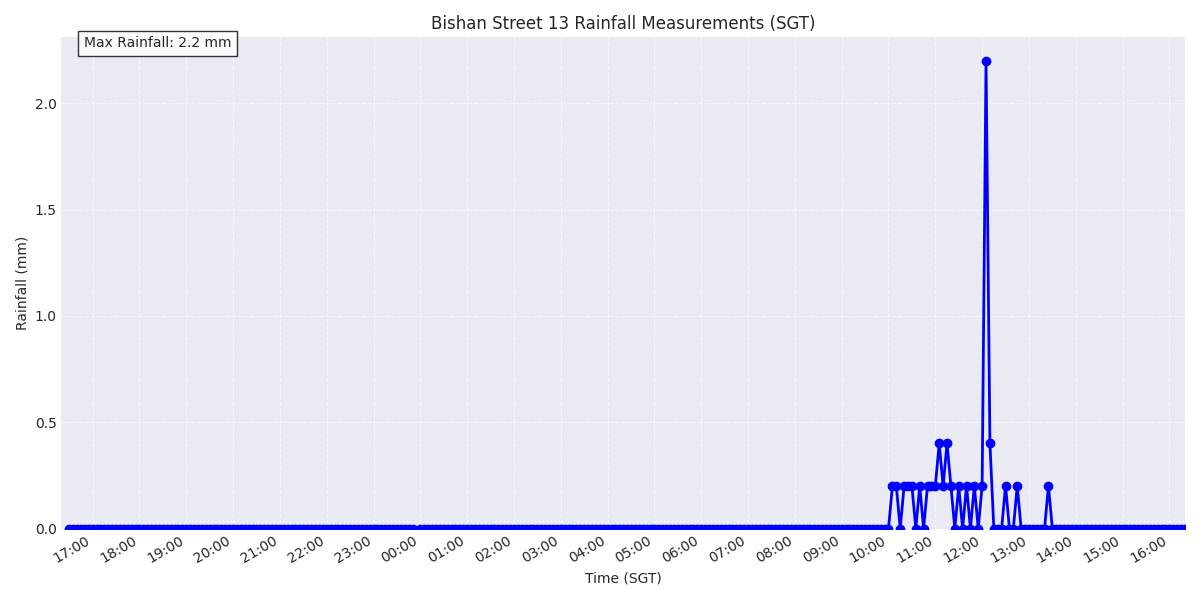 Bishan Street 13 Rainfall Measurements (SGT)
Max Rainfall: 2.2 mm
2.0
1.5
1.0
0.5
0.0
Rainfall (mm)
17:00 18:00 19:00 20:00 21:00 22:00 23:00 00:00 01:00 02:00 03:00 04:00 05:00 06:00 07:00 08:00 09:00 10:00 11:00 12:00 13:00 14:00 15:00 16:00
Time (SGT)